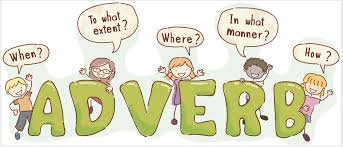 When?
To what
extent?
Where?
In what
manner?
How?
ADVERB